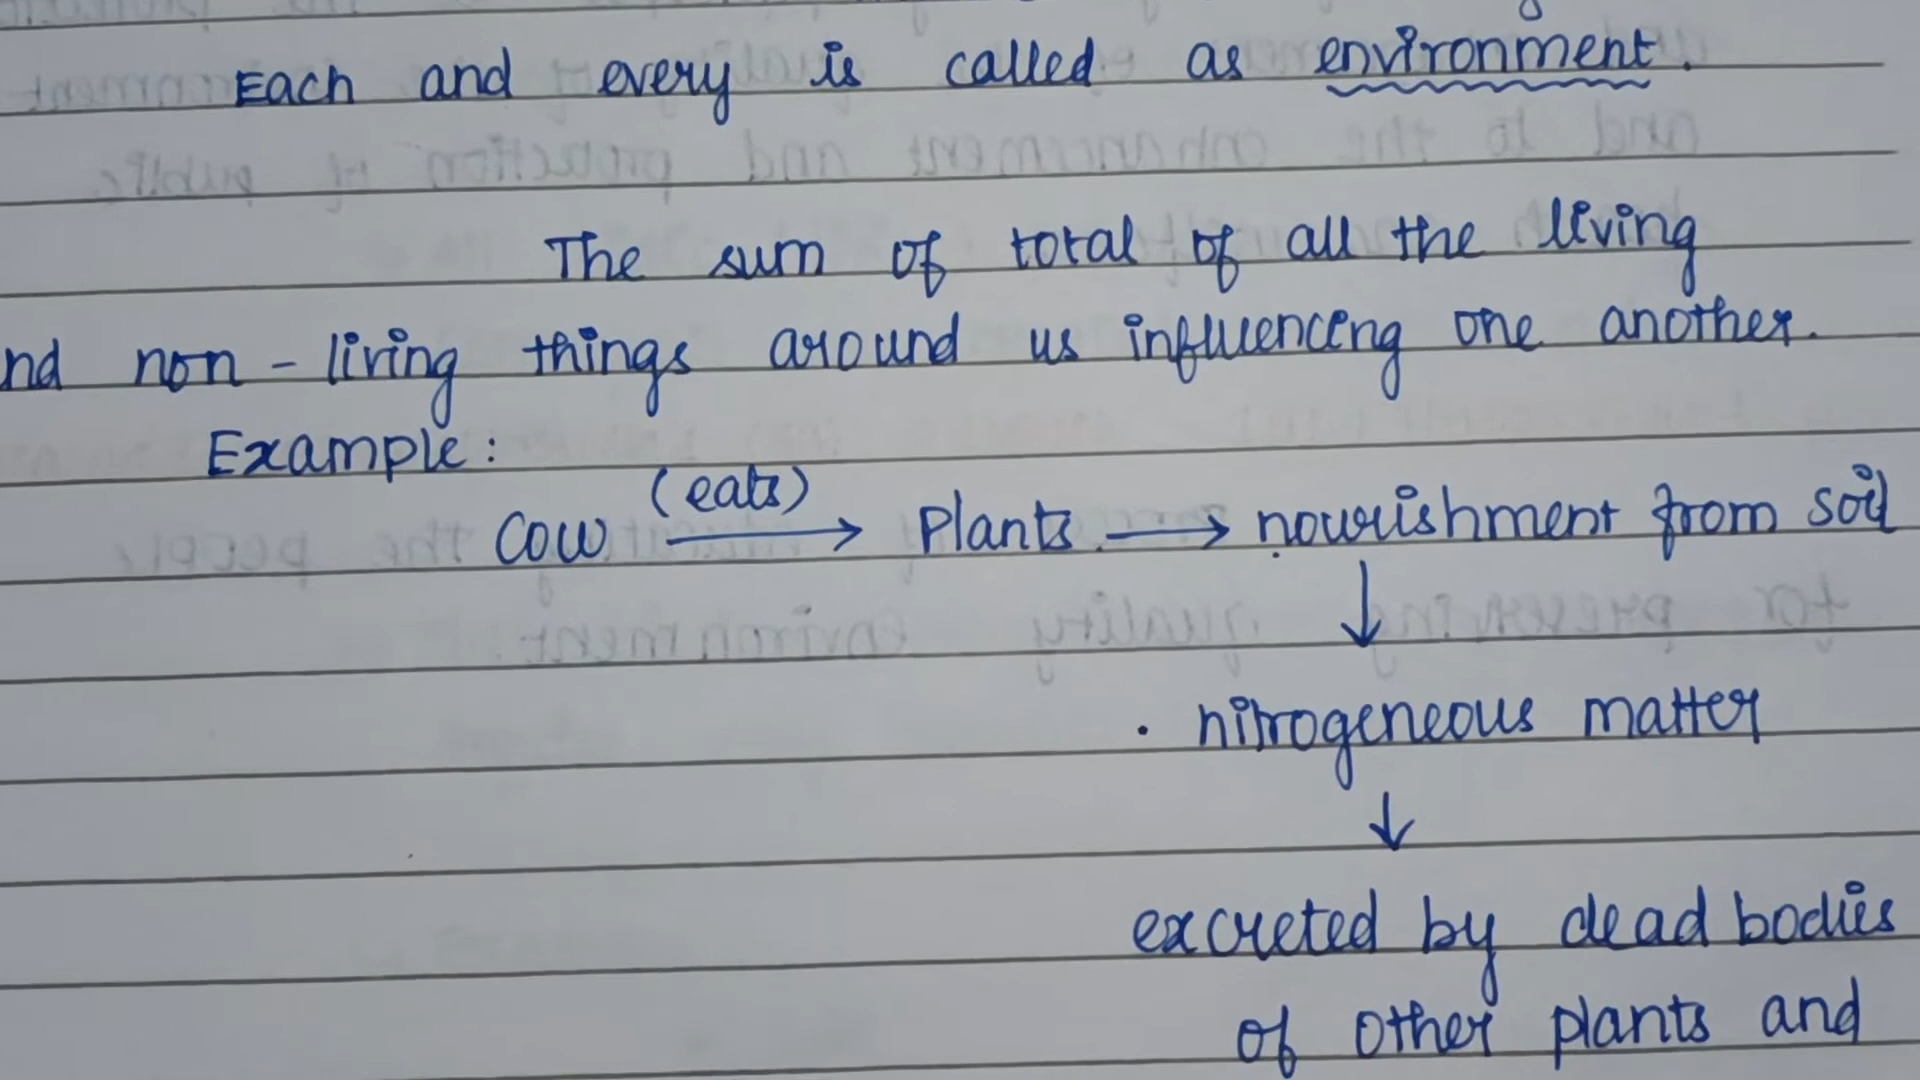 Each and every is called as environment.
The sum of total of all the living
nd non - living things around us influencing one another.
Example:
Cow (eats) → Plants → nourishment from soil
↓
. nitrogeneous matter
↓
excreted by dead bodies
of other plants and